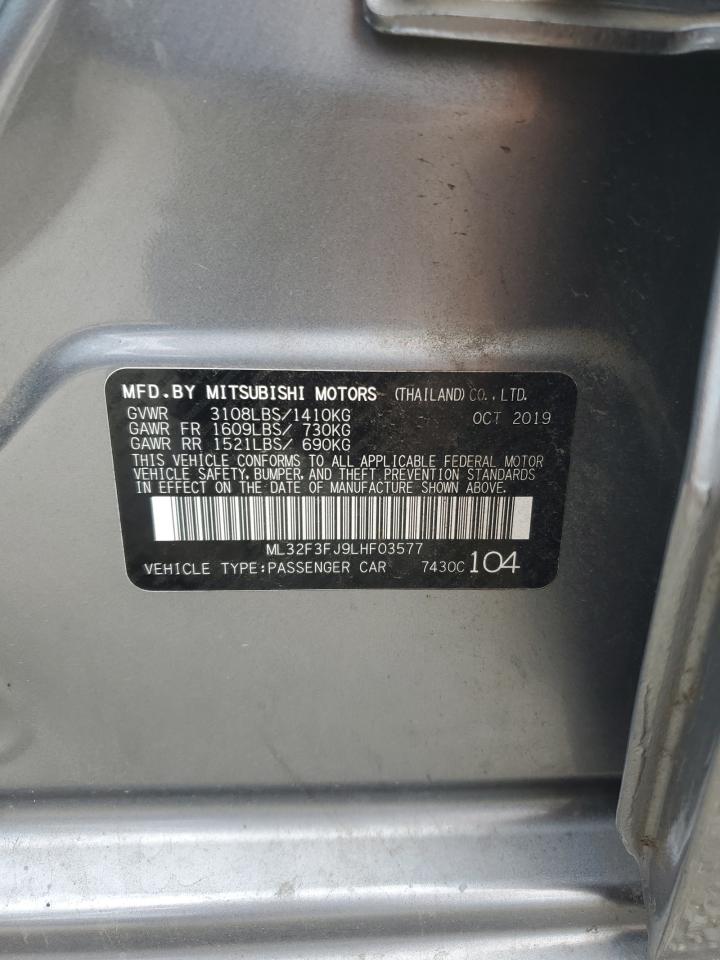 MFD.BY MITSUBISHI MOTORS (THAILAND) CO., LTD.
GVWR 3108LBS/1410KG OCT 2019
GAWR FR 1609LBS/ 730KG
GAWR RR 1521LBS/ 690KG
THIS VEHICLE CONFORMS TO ALL APPLICABLE FEDERAL MOTOR
VEHICLE SAFETY, BUMPER, AND THEFT PREVENTION STANDARDS
IN EFFECT ON THE DATE OF MANUFACTURE SHOWN ABOVE.
ML32F3FJ9LHF03577
VEHICLE TYPE:PASSENGER CAR 7430C 104